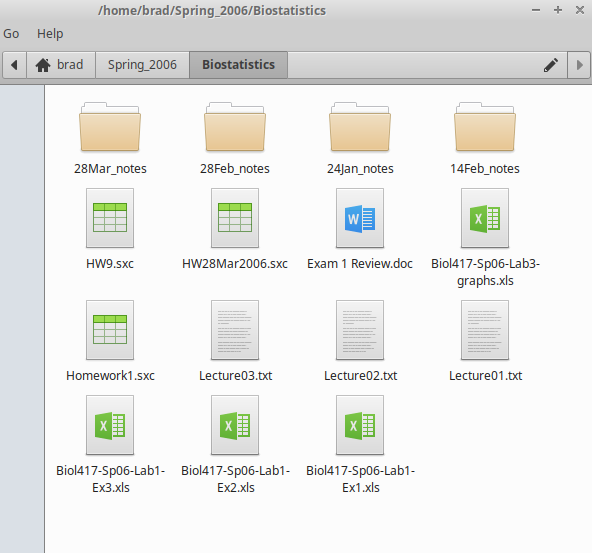 /home/brad/Spring_2006/Biostatistics
Go Help
brad Spring_2006 Biostatistics
28Mar_notes 28Feb_notes 24Jan_notes 14Feb_notes
HW9.sxc HW28Mar2006.sxc Exam 1 Review.doc Biol417-Sp06-Lab3-
graphs.xls
Homework1.sxc Lecture03.txt Lecture02.txt Lecture01.txt
Biol417-Sp06-Lab1- Biol417-Sp06-Lab1- Biol417-Sp06-Lab1-
Ex3.xls Ex2.xls Ex1.xls